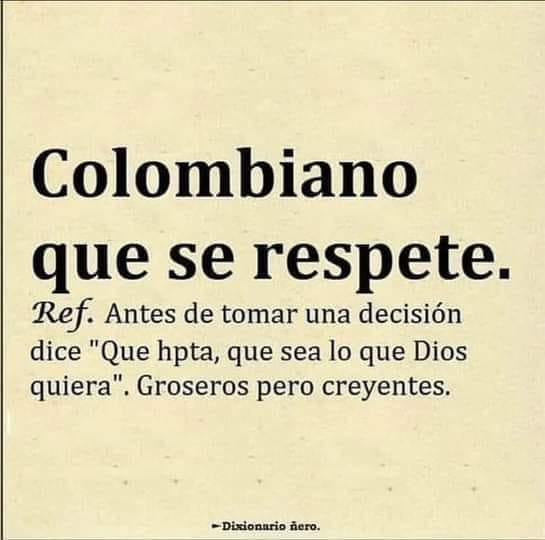 Colombiano
que se respete.
Ref. Antes de tomar una decisión
dice "Que hpta, que sea lo que Dios
quiera". Groseros pero creyentes.
►Dixionario ñero.